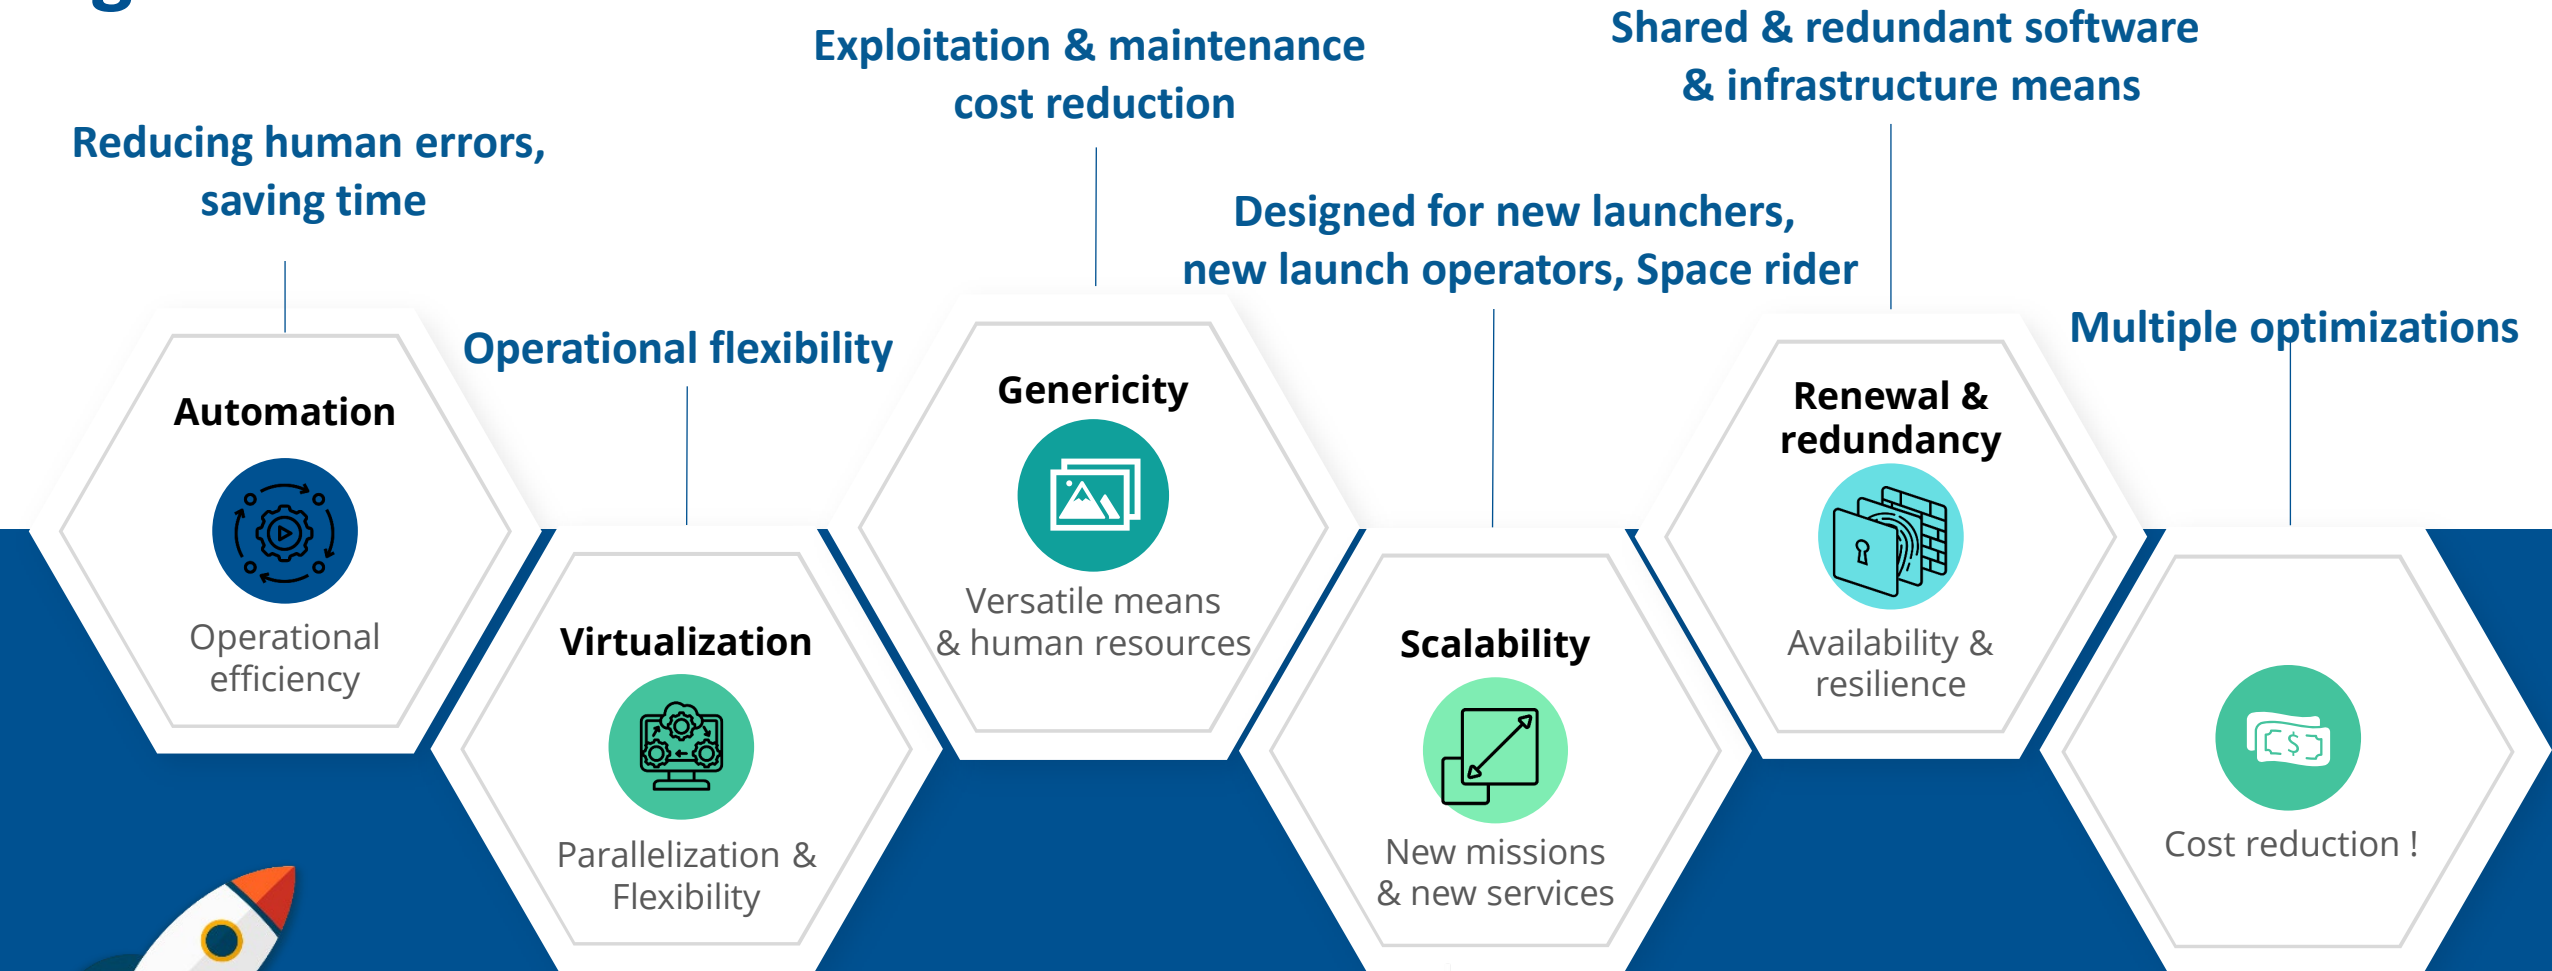 Reducing human errors,
saving time
Automation
Operational
efficiency
Operational flexibility
Virtualization
Parallelization &
Flexibility
Exploitation & maintenance
cost reduction
Genericity
Versatile means
& human resources
Designed for new launchers,
new launch operators, Space rider
Scalability
New missions
& new services
Shared & redundant software
& infrastructure means
Renewal &
redundancy
Availability &
resilience
Multiple optimizations
$
Cost reduction !